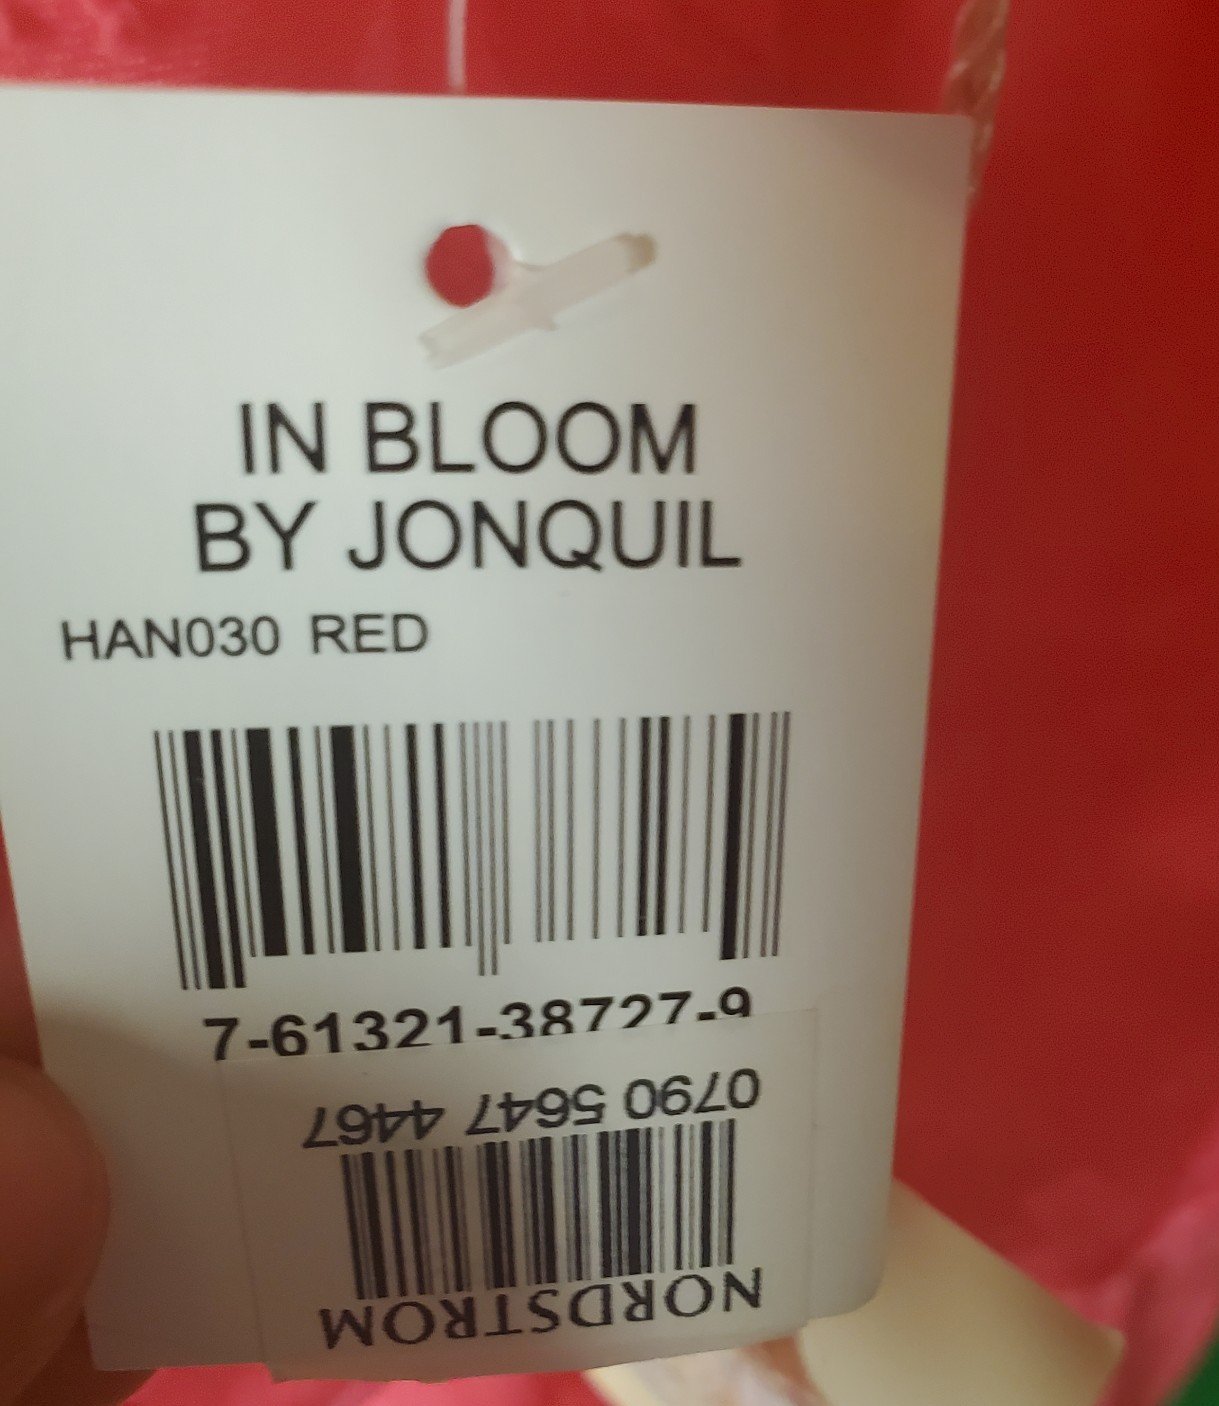 IN BLOOM
BY JONQUIL
HAN030 RED
7-61321-38727-9
0790 5647 4467
NORDSTROM